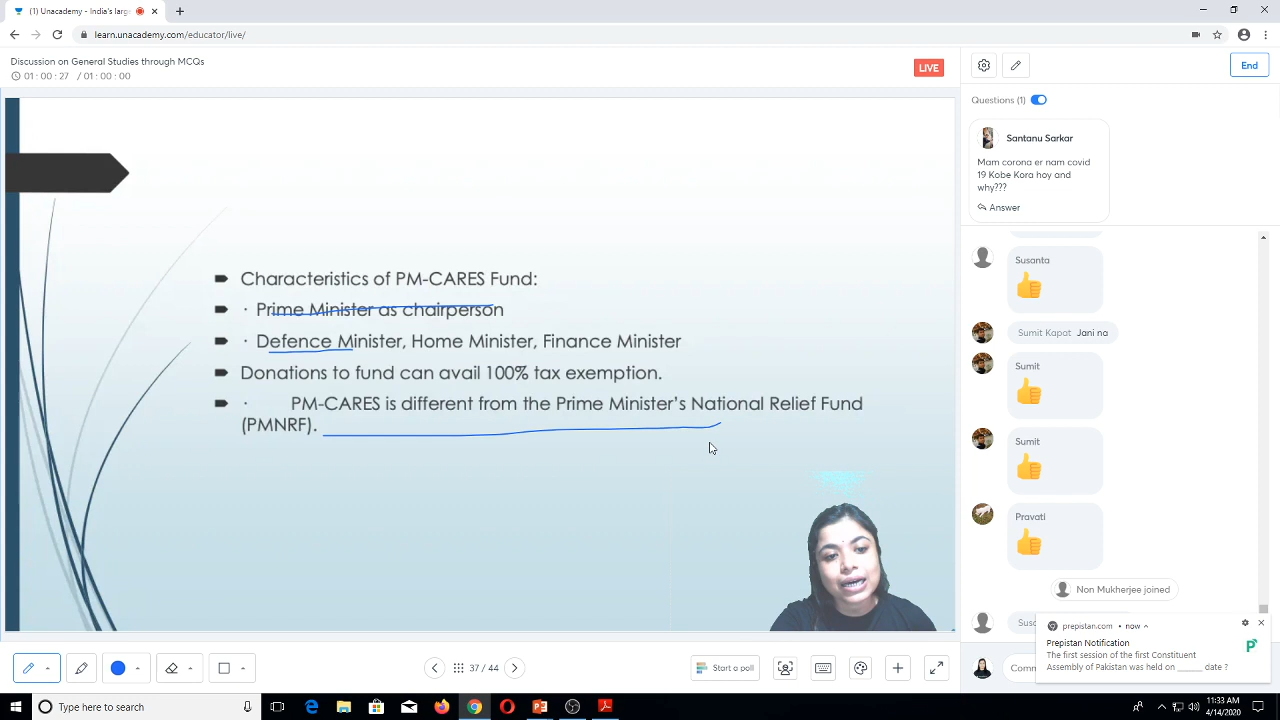 (1) Unacademy - India's larg
learn.unacademy.com/educator/live/
Discussion on General Studies through MCQs
01 : 00 : 27 / 01 : 00 : 00
LIVE
End
Questions (1)
Santanu Sarkar
Mam corona er nam covid
19 Kobe Kora hoy and
why???
Answer
Characteristics of PM-CARES Fund:
· Prime Minister as chairperson
· Defence Minister, Home Minister, Finance Minister
Donations to fund can avail 100% tax exemption.
· PM-CARES is different from the Prime Minister's National Relief Fund
(PMNRF).
Susanta
Sumit Kapat Jani na
Sumit
Sumit
Pravati
Non Mukherjee joined
prepistan.com • now
Prepistan Notification
The first session of the first Constituent
Assembly of Pakistan was held on ______ date ?
37 / 44
Start a poll
Type here to search
11:33 AM
4/14/2020